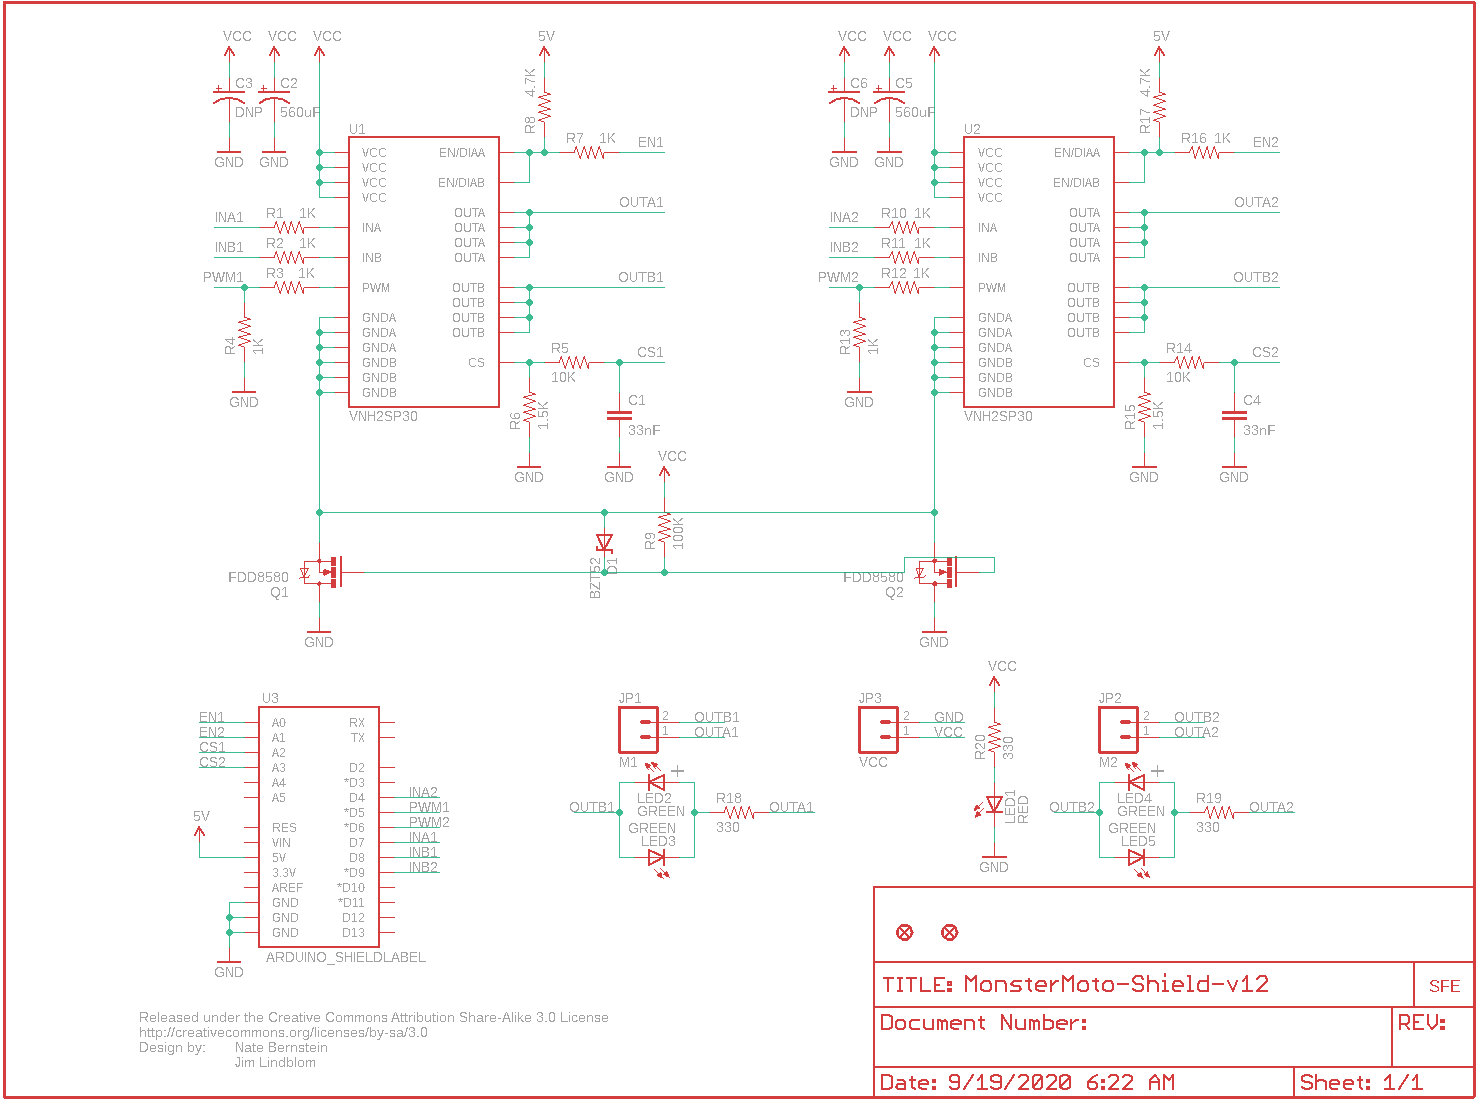 VCC VCC VCC 5V VCC VCC VCC 5V
C3 C2 4.7K C6 C5 4.7K
DNP 560uF R8 DNP 560uF R17
U1 R7 1K EN1 U2 R16 1K EN2
GND GND VCC EN/DIAA GND GND VCC EN/DIAA
VCC VCC
VCC EN/DIAB VCC EN/DIAB
VCC VCC
OUTA1 OUTA2
INA1 R1 1K OUTA INA2 R10 1K OUTA
INA OUTA INA OUTA
INB1 R2 1K OUTA INB2 R11 1K OUTA
INB OUTA INB OUTA
PWM1 R3 1K OUTB1 PWM2 R12 1K OUTB2
PWM OUTB PWM OUTB
OUTB OUTB
GNDA OUTB GNDA OUTB
GNDA OUTB GNDA OUTB
R4 1K GNDA R5 CS1 R13 1K GNDA R14 CS2
GNDB CS GNDB CS
GNDB 10K GNDB 10K
GND GNDB GND GNDB
C1 C4
VNH2SP30 R6 1.5K VNH2SP30 R15 1.5K
33nF 33nF
VCC
GND GND GND GND
R9 100K
FDD8580 BZT52 D1 FDD8580
Q1 Q2
GND GND
VCC
U3 JP1 JP3 JP2
EN1 A0 RX 2 OUTB1 2 GND 2 OUTB2
EN2 A1 TX 1 OUTA1 1 VCC 1 OUTA2
CS1 A2 R20 330
CS2 A3 D2 M1 VCC M2
A4 *D3 + +
A5 D4 INA2 LED2 LED4
*D5 PWM1 OUTB1 GREEN R18 OUTA1 LED1 RED OUTB2 GREEN R19 OUTA2
5V RES *D6 PWM2 GREEN 330 GREEN 330
VIN D7 INA1 LED3 LED5
5V D8 INB1
3.3V *D9 INB2 GND
AREF *D10
GND *D11
GND D12
GND D13
ARDUINO_SHIELDLABEL
GND
TITLE: MonsterMoto-Shield-v12 SFE
Released under the Creative Commons Attribution Share-Alike 3.0 License
http://creativecommons.org/licenses/by-sa/3.0
Design by: Nate Bernstein
Jim Lindblom
Document Number: REV:
Date: 9/19/2020 6:22 AM Sheet: 1/1